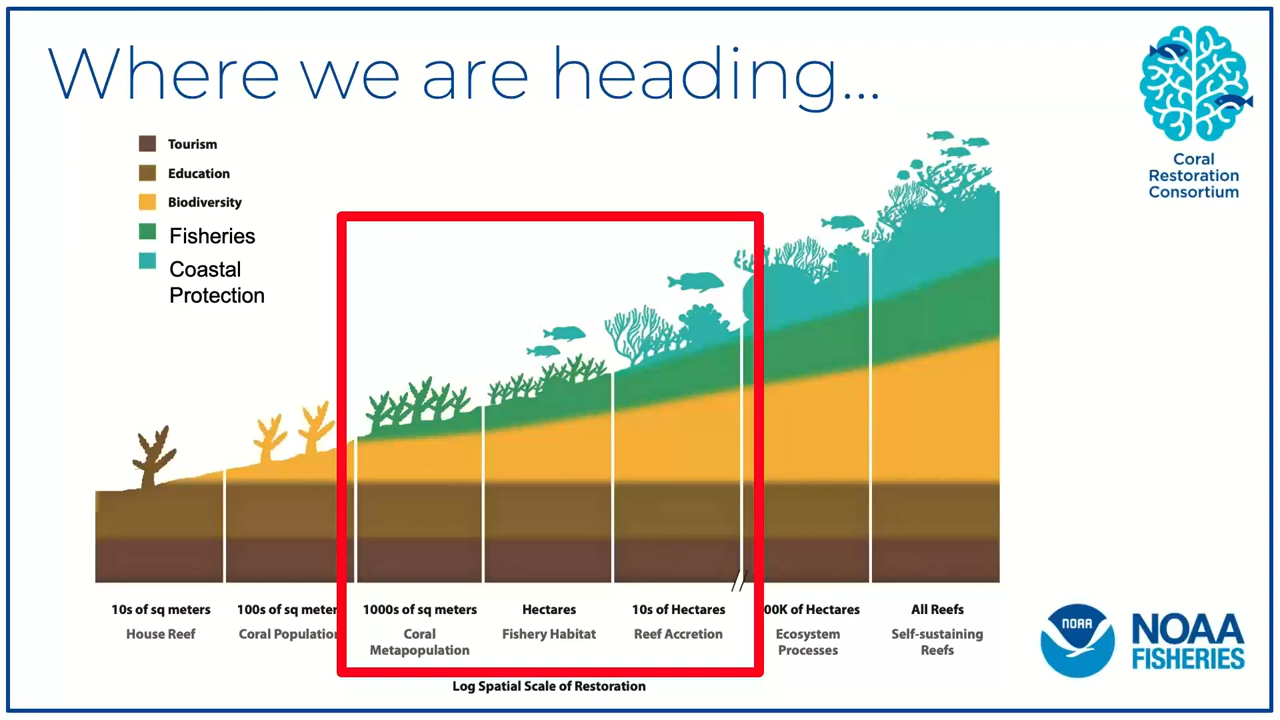 Where we are heading...
Coral
Restoration
Consortium
Tourism
Education
Biodiversity
Fisheries
Coastal
Protection
10s of sq meters
100s of sq meter
1000s of sq meters
Hectares
10s of Hectares
00K of Hectares
All Reefs
House Reef
Coral Population
Coral
Metapopulation
Fishery Habitat
Reef Accretion
Ecosystem
Processes
Self-sustaining
Reefs
Log Spatial Scale of Restoration
NOAA
NOAA
FISHERIES